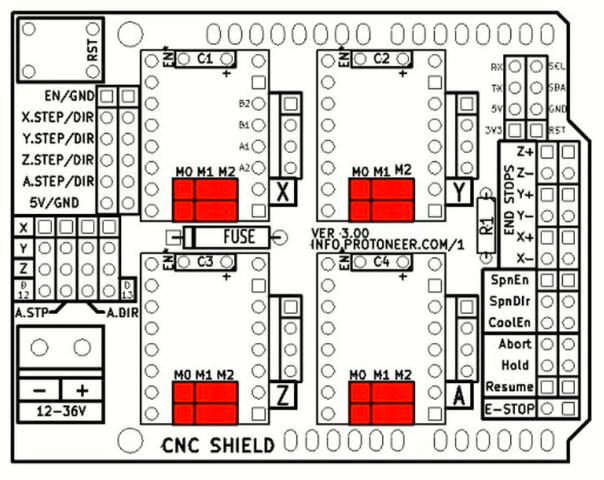 RST
EN*
C1
+
EN*
C2
+
RX
SCL
TX
SDA
5V
GND
3V3
RST
EN/GND
X.STEP/DIR
Y.STEP/DIR
Z.STEP/DIR
A.STEP/DIR
5V/GND
B2
B1
A1
A2
M0 M1 M2
X
M0 M1 M2
Y
END STOPS
Z+
Z-
Y+
Y-
X+
X-
X
Y
Z
D
12
D
13
A.STP
A.DIR
FUSE
VER 3.00
INFO.PROTONEER.COM/1
R1
EN*
C3
+
EN*
C4
+
SpnEn
SpnDir
CoolEn
Abort
Hold
Resume
E-STOP
- +
12-36V
M0 M1 M2
Z
M0 M1 M2
A
CNC SHIELD